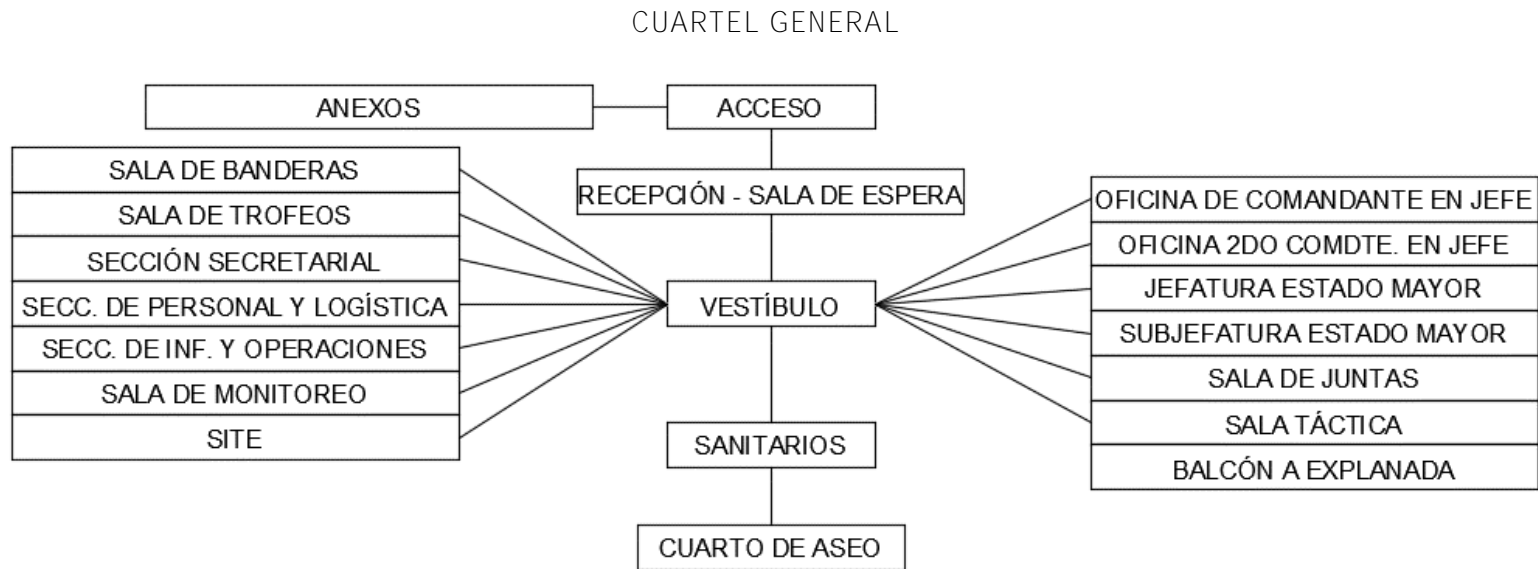 CUARTEL GENERAL
ANEXOS
ACCESO
SALA DE BANDERAS
SALA DE TROFEOS
SECCIÓN SECRETARIAL
SECC. DE PERSONAL Y LOGÍSTICA
SECC. DE INF. Y OPERACIONES
SALA DE MONITOREO
SITE
RECEPCIÓN - SALA DE ESPERA
VESTÍBULO
SANITARIOS
CUARTO DE ASEO
OFICINA DE COMANDANTE EN JEFE
OFICINA 2DO COMDTE. EN JEFE
JEFATURA ESTADO MAYOR
SUBJEFATURA ESTADO MAYOR
SALA DE JUNTAS
SALA TÁCTICA
BALCÓN A EXPLANADA